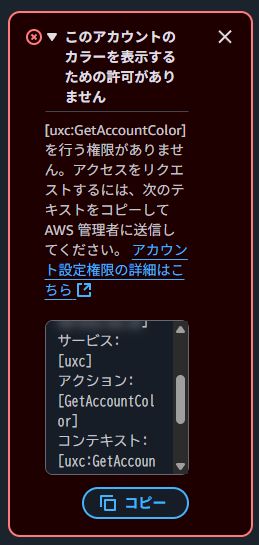 このアカウントの
カラーを表示する
ための許可があり
ません
[uxc:GetAccountColor]
を行う権限がありませ
ん。アクセスをリクエ
ストするには、次のテ
キストをコピーして
AWS 管理者に送信し
てください。 アカウン
ト設定権限の詳細はこ
ちら
サービス:
[uxc]
アクション:
[GetAccountCol
or]
コンテキスト:
[uxc:GetAccoun
コピー